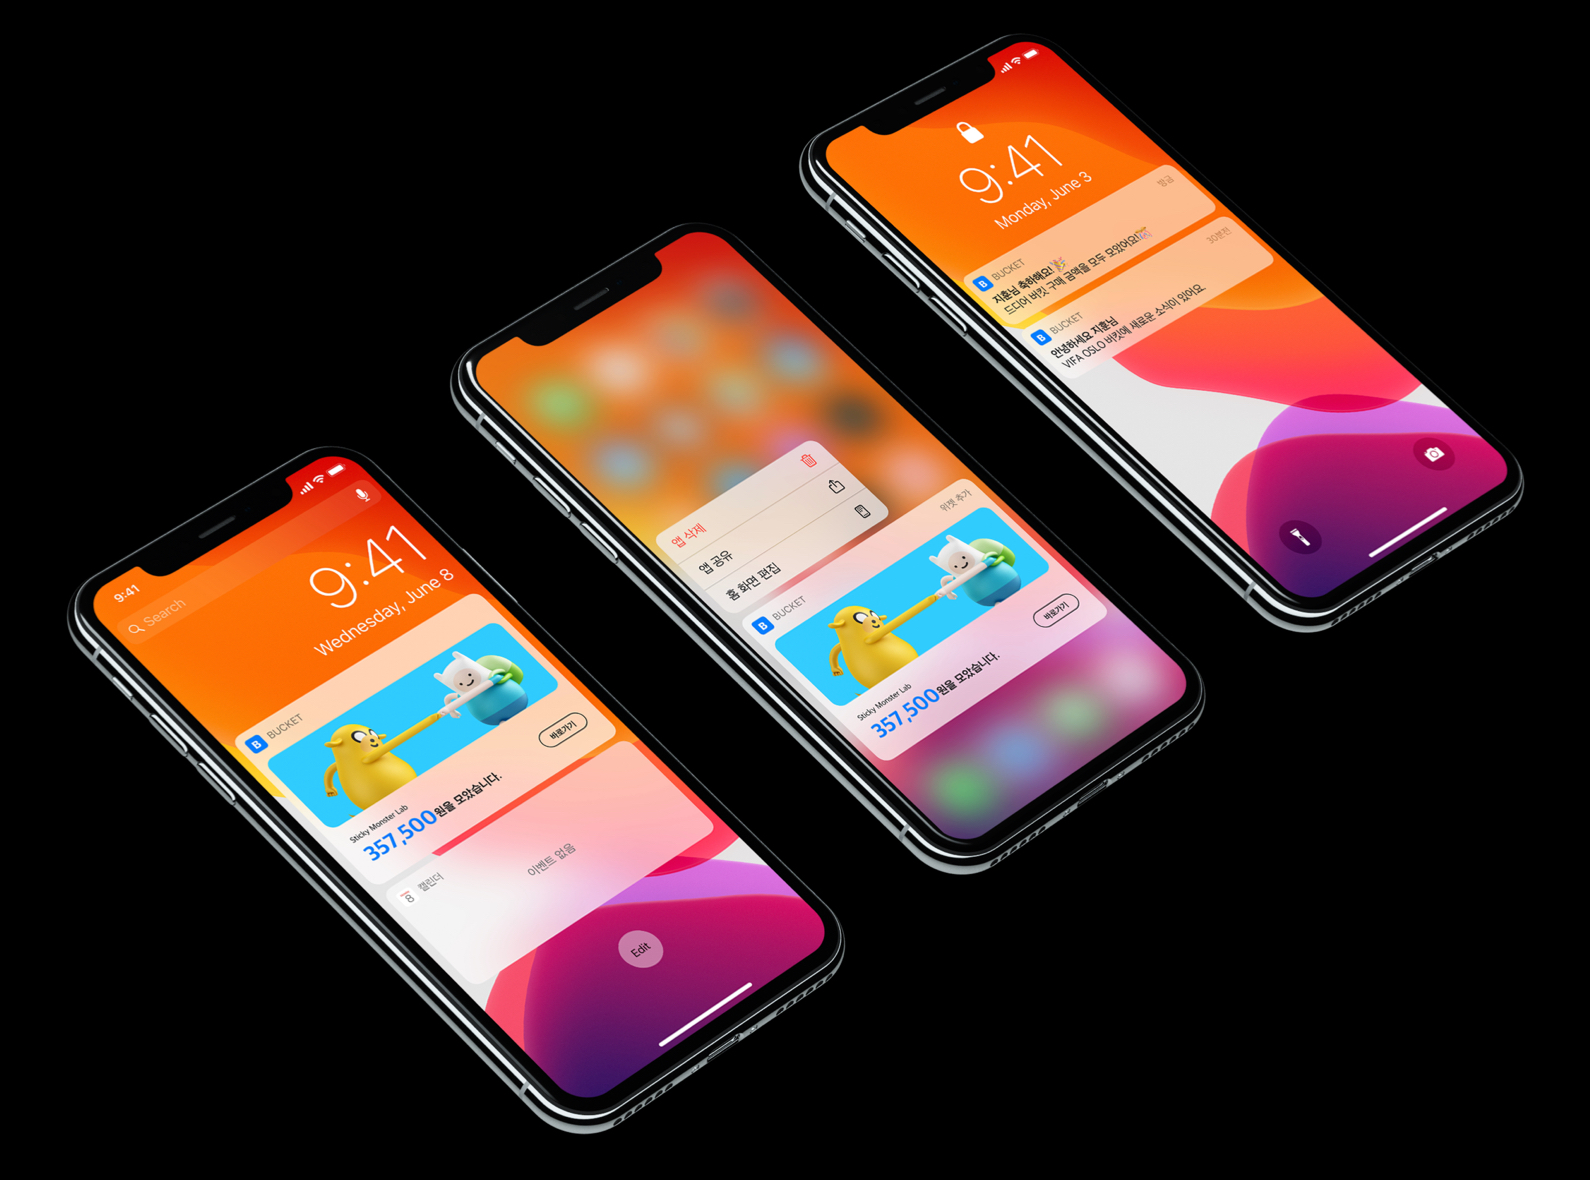 9:41
Search
9:41
Wednesday, June 8
BUCKET
Sticky Monster Lab
357,500원을 모았습니다.
바로가기
캘린더
8
이벤트 없음
Edit
앱 삭제
앱 공유
홈 화면 편집
BUCKET
위젯 추가
Sticky Monster Lab
357,500원을 모았습니다.
바로가기
9:41
Monday, June 3
BUCKET
방금
지훈님 축하해요! 🎉
드디어 버킷 구매 금액을 모두 모았어요!
BUCKET
30분전
안녕하세요 지훈님
VIFA OSLO 버킷에 새로운 소식이 있어요.